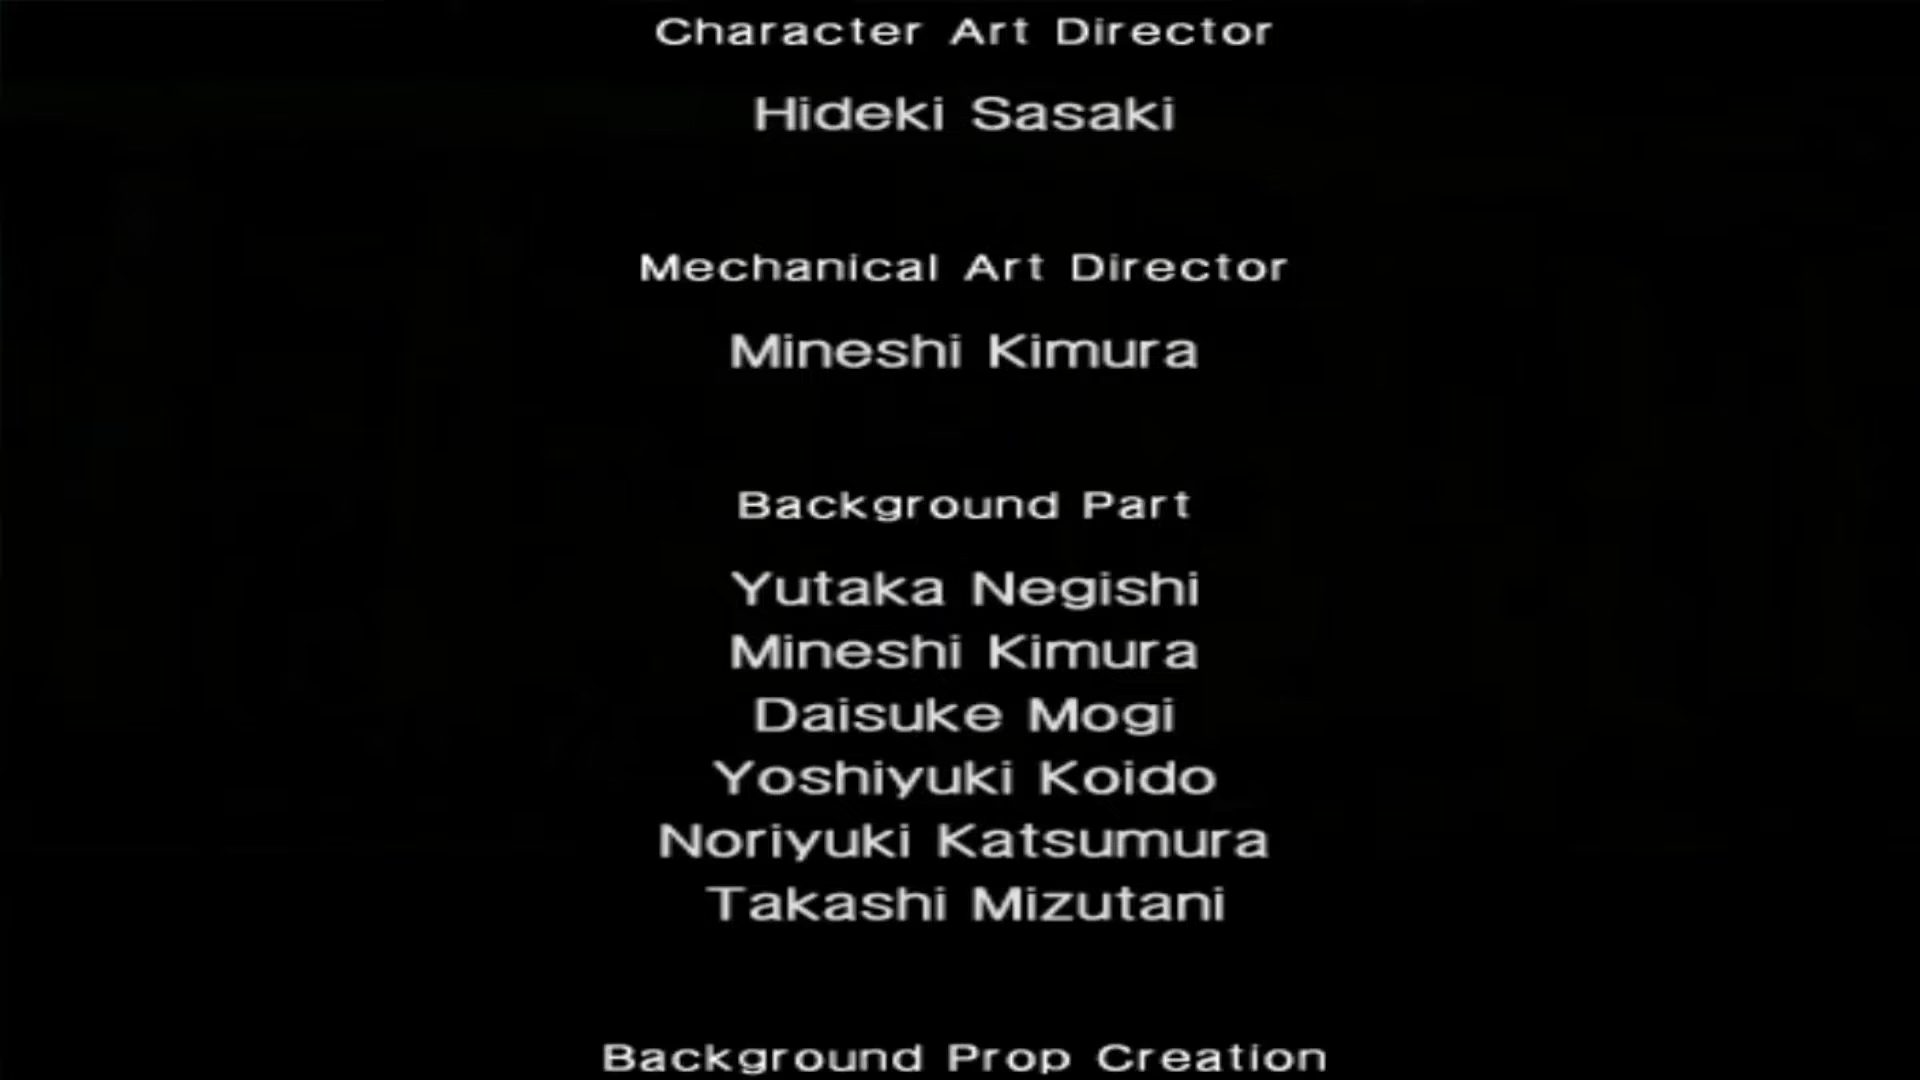 Character Art Director
Hideki Sasaki
Mechanical Art Director
Mineshi Kimura
Background Part
Yutaka Negishi
Mineshi Kimura
Daisuke Mogi
Yoshiyuki Koido
Noriyuki Katsumura
Takashi Mizutani
Background Prop Creation